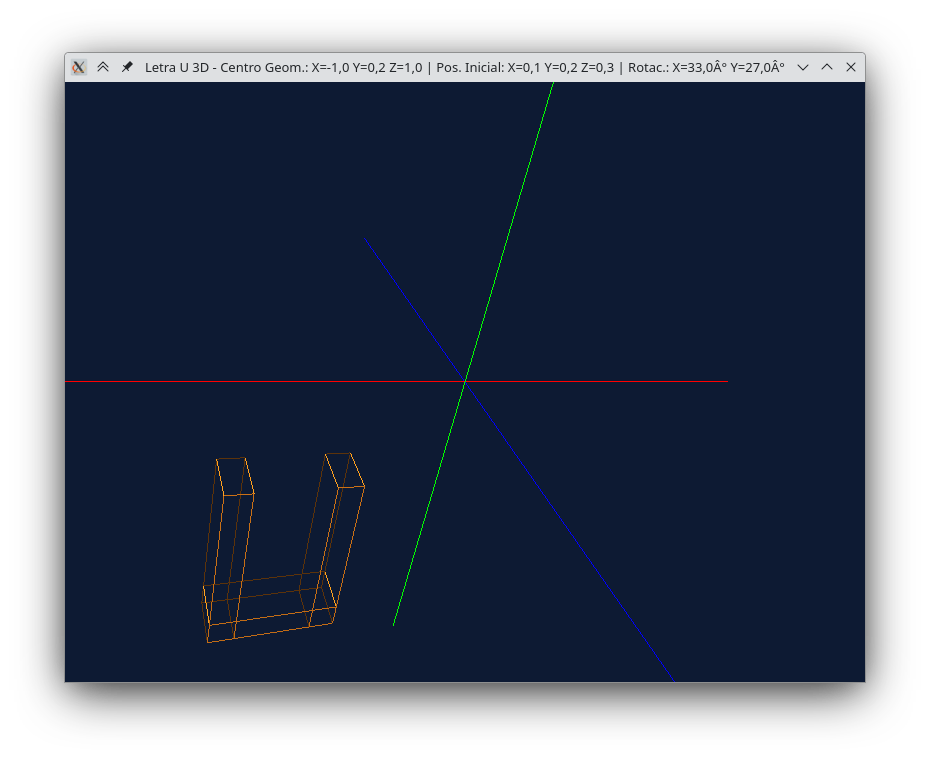 Letra U 3D - Centro Geom.: X=-1,0 Y=0,2 Z=1,0 | Pos. Inicial: X=0,1 Y=0,2 Z=0,3 | Rotac.: X=33,0Â° Y=27,0Â°